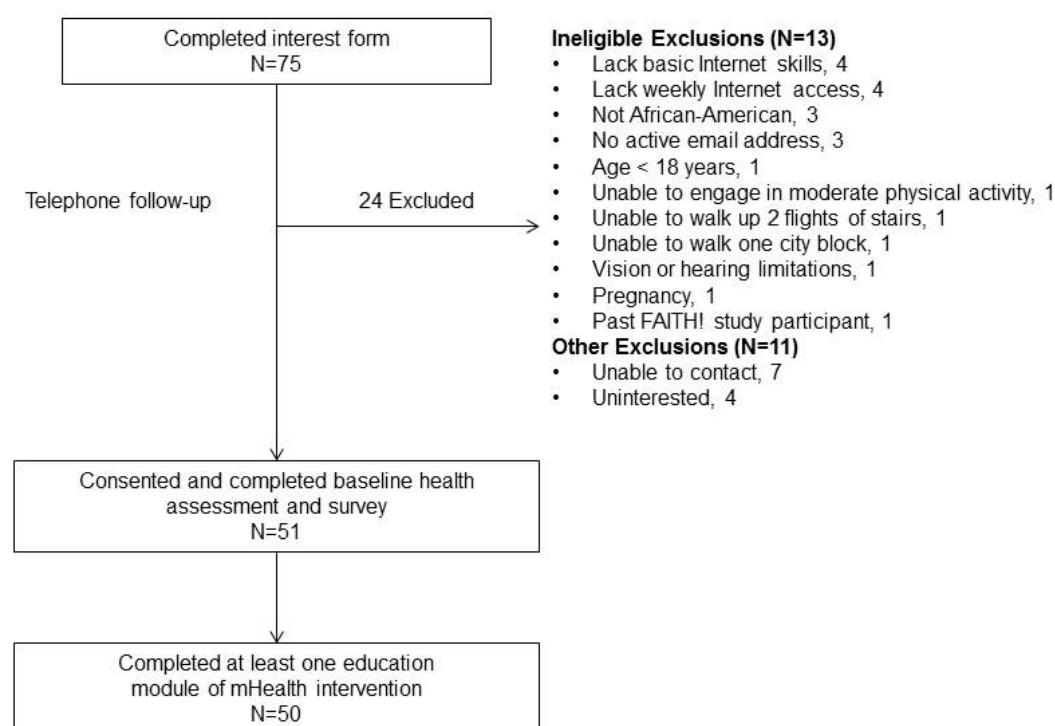 Completed interest form
N=75
Telephone follow-up
24 Excluded
Ineligible Exclusions (N=13)
• Lack basic Internet skills, 4
• Lack weekly Internet access, 4
• Not African-American, 3
• No active email address, 3
• Age < 18 years, 1
• Unable to engage in moderate physical activity, 1
• Unable to walk up 2 flights of stairs, 1
• Unable to walk one city block, 1
• Vision or hearing limitations, 1
• Pregnancy, 1
• Past FAITH! study participant, 1
Other Exclusions (N=11)
• Unable to contact, 7
• Uninterested, 4
Consented and completed baseline health
assessment and survey
N=51
Completed at least one education
module of mHealth intervention
N=50